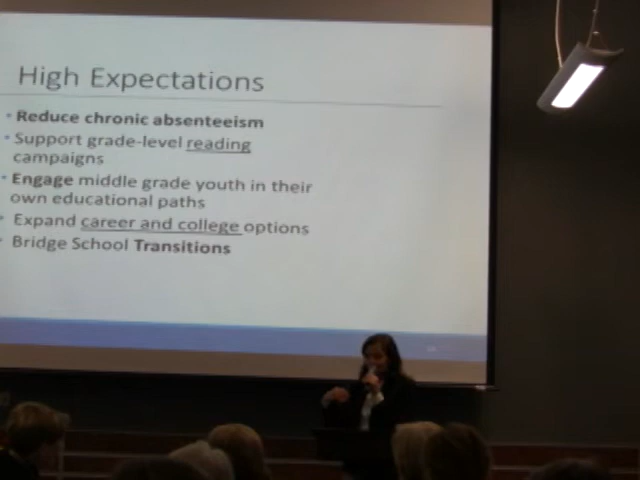 High Expectations
• Reduce chronic absenteeism
• Support grade-level reading
campaigns
• Engage middle grade youth in their
own educational paths
• Expand career and college options
• Bridge School Transitions